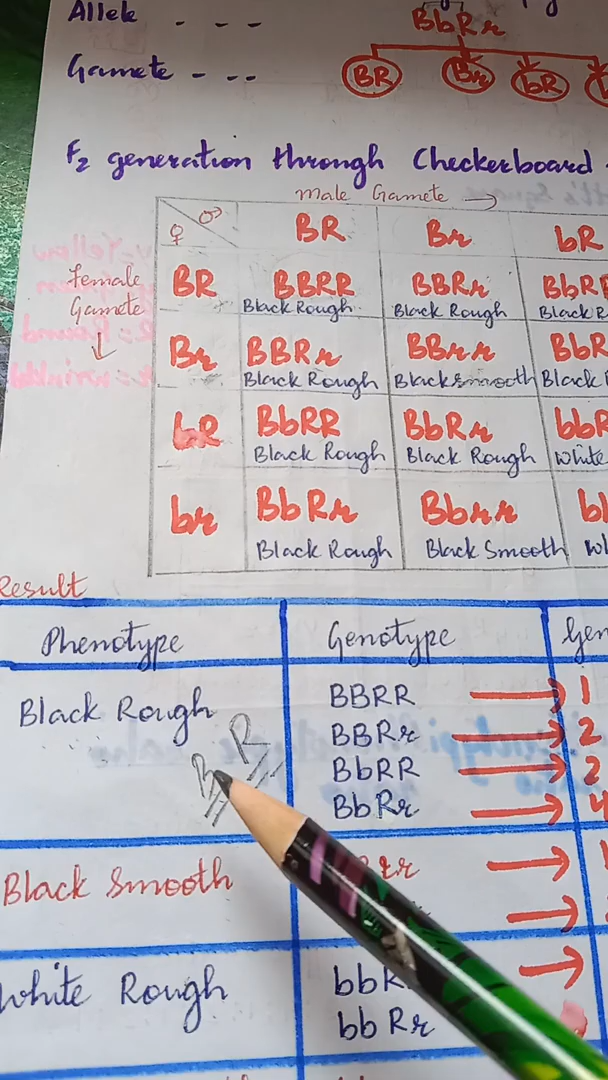 Allele - - -
BbRr
Gamete - - -
BR Br bR
F2 generation through Checkerboard
Male Gamete →
♀ ♂ BR Br bR
Female Gamete ↓
BR BBRR BBRr
Black Rough Black Rough
Br BBRr BBrr
Black Rough Black smooth Black
bR BbRR BbRr
Black Rough Black Rough White
br BbRr Bbrr
Black Rough Black Smooth
Result
Phenotype Genotype
Black Rough BBRR → 1
BBRr → 2
BbRR → 2
BbRr → 4
R
Black Smooth
White Rough
bbRr